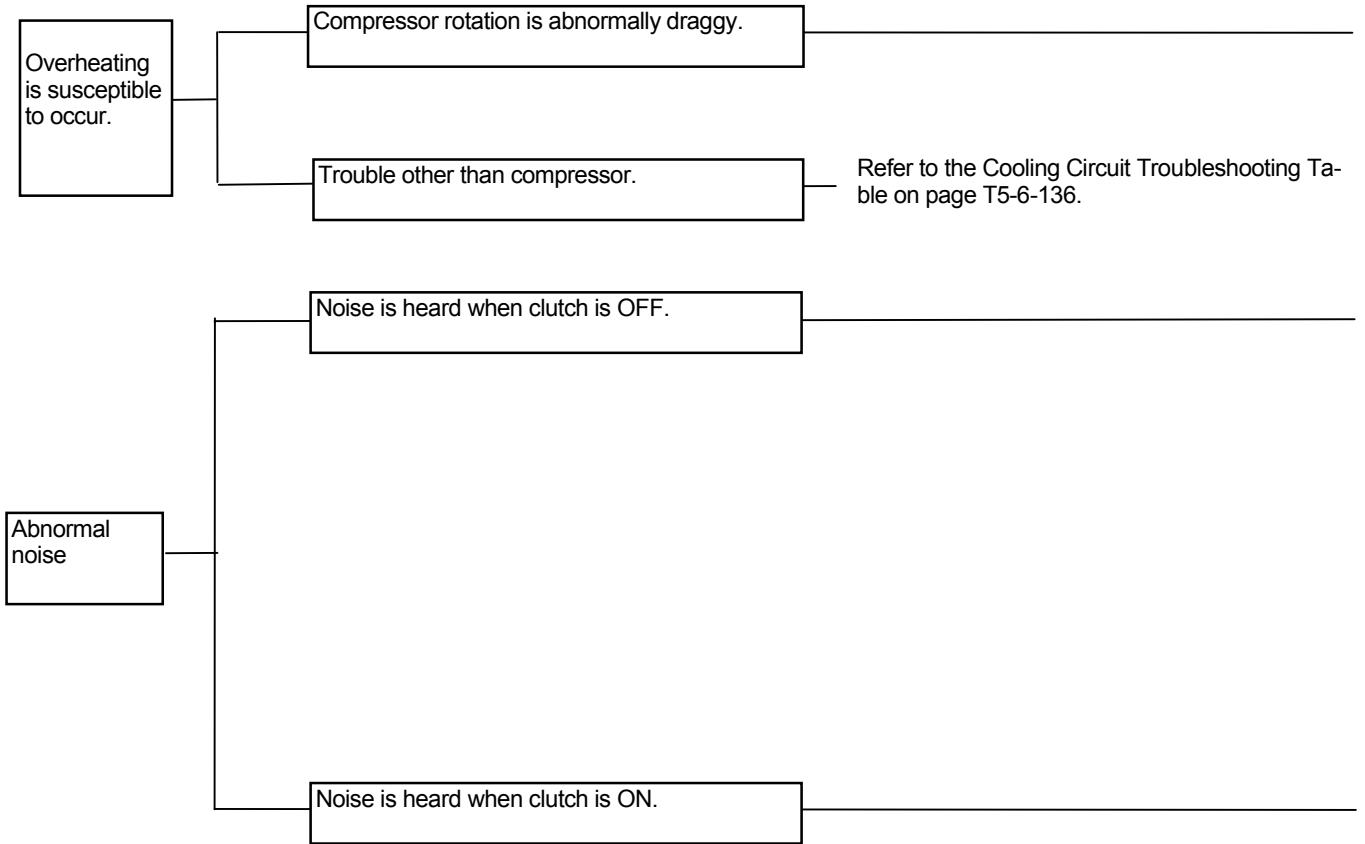 Compressor rotation is abnormally draggy.
Overheating
is susceptible
to occur.
Trouble other than compressor.
Refer to the Cooling Circuit Troubleshooting Ta-
ble on page T5-6-136.
Noise is heard when clutch is OFF.
Abnormal
noise
Noise is heard when clutch is ON.